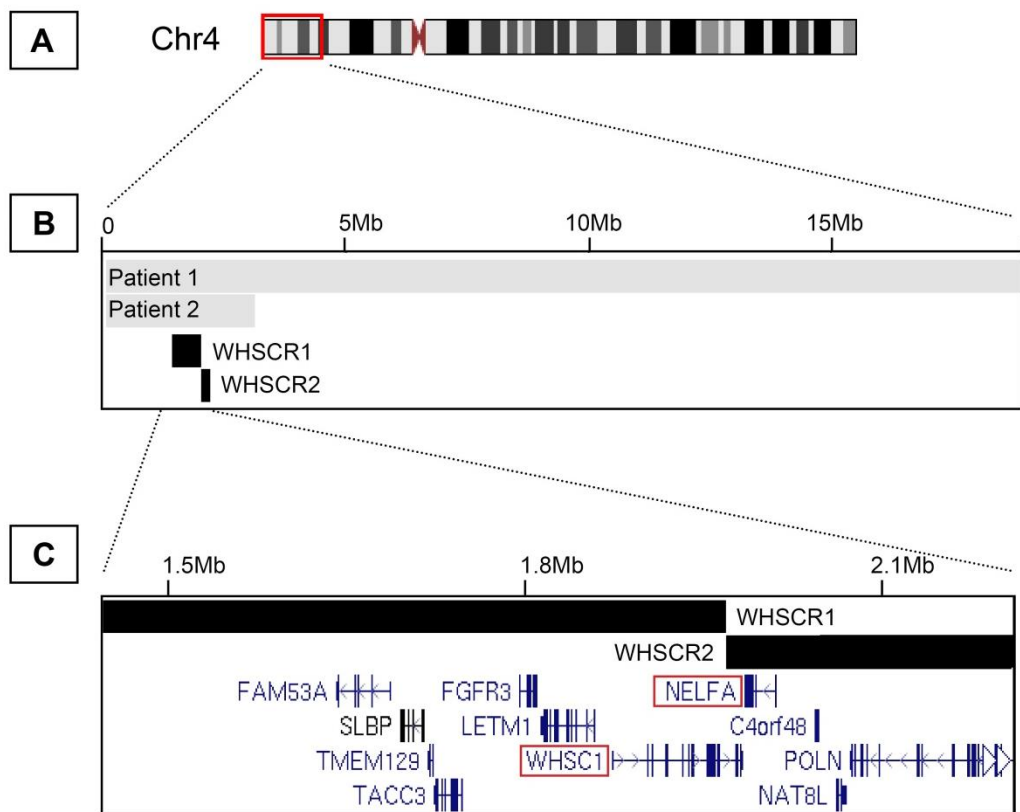 A
Chr4
B
0 5Mb 10Mb 15Mb
Patient 1
Patient 2
WHSCR1
WHSCR2
C
1.5Mb 1.8Mb 2.1Mb
WHSCR1
WHSCR2
FAM53A FGFR3 NELFA
SLBP LETM1 C4orf48
TMEM129 WHSC1 POLN
TACC3 NAT8L